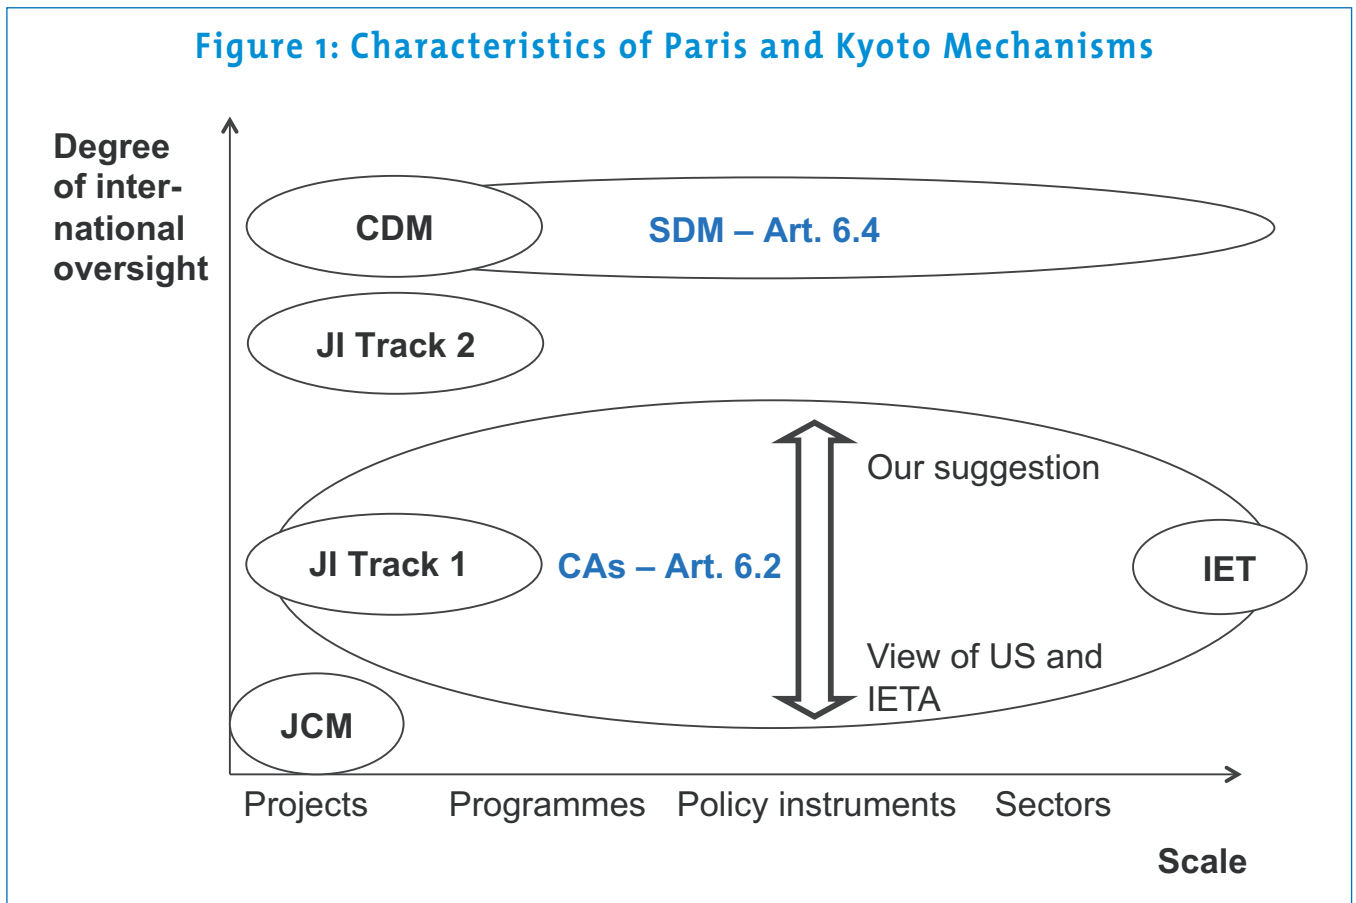 Figure 1: Characteristics of Paris and Kyoto Mechanisms
Degree
of inter-
national
oversight
CDM
SDM – Art. 6.4
JI Track 2
Our suggestion
JI Track 1
CAs – Art. 6.2
IET
View of US and
IETA
JCM
Projects
Programmes
Policy instruments
Sectors
Scale